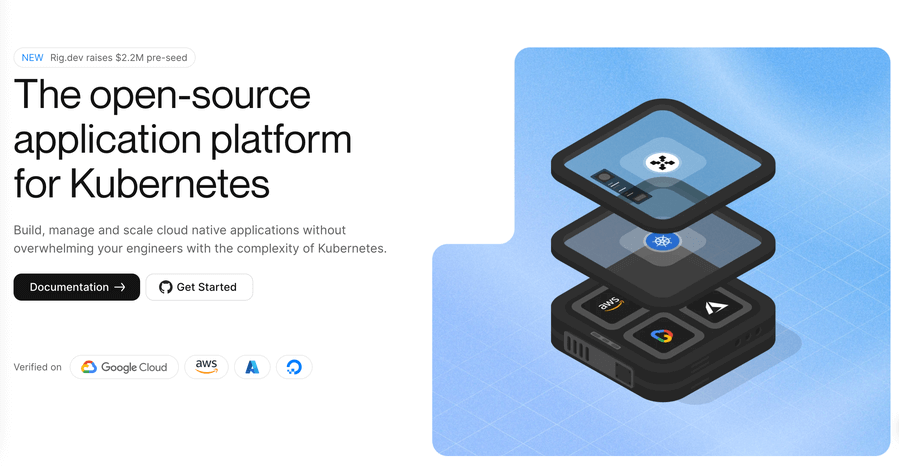 NEW Rig.dev raises $2.2M pre-seed
The open-source
application platform
for Kubernetes
Build, manage and scale cloud native applications without
overwhelming your engineers with the complexity of Kubernetes.
Documentation →
Get Started
Verified on
Google Cloud
aws
aws